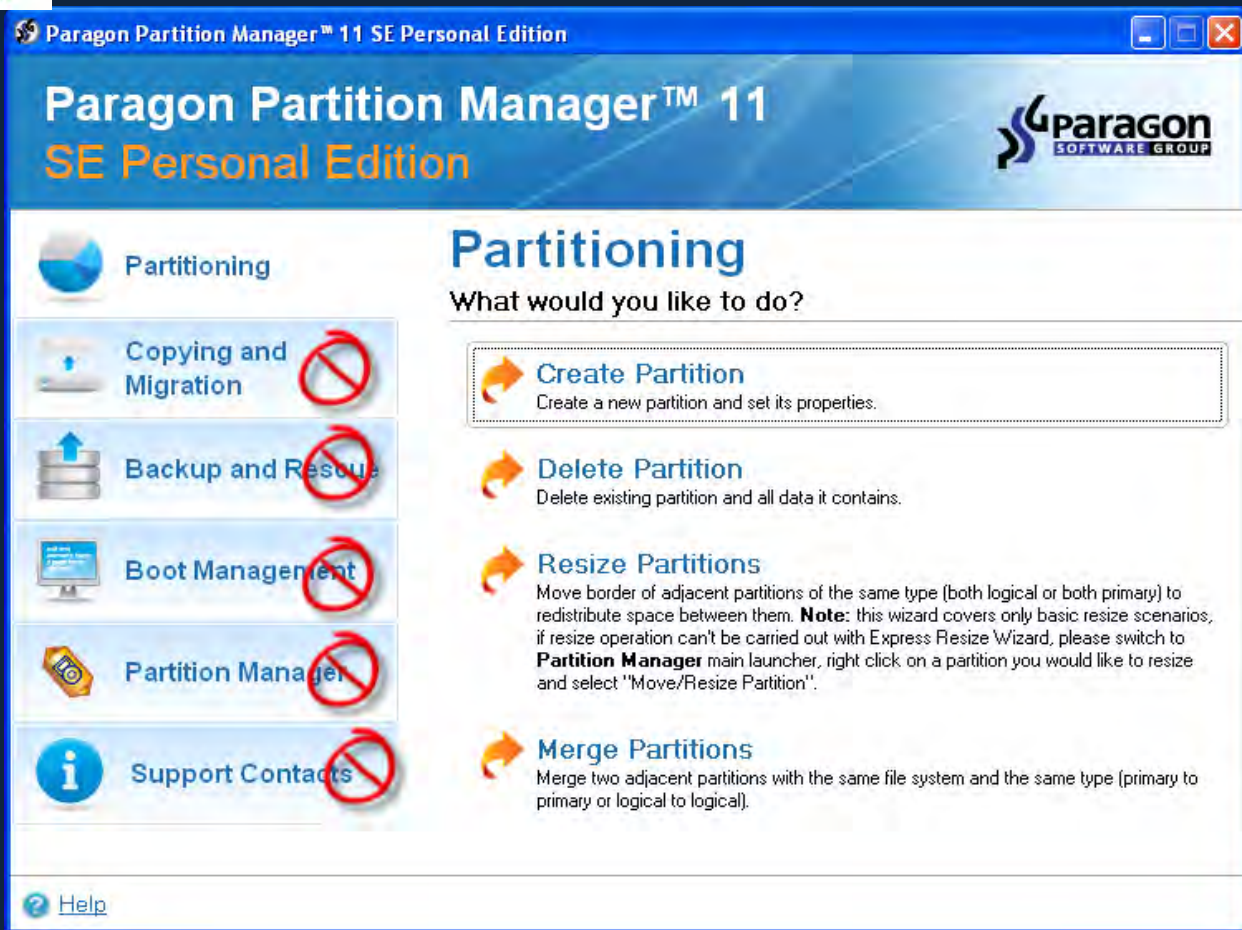 Paragon Partition Manager™ 11 SE Personal Edition
Paragon Partition Manager™ 11
SE Personal Edition
Paragon
SOFTWARE GROUP
Partitioning
Copying and
Migration
Backup and Rescue
Boot Management
Partition Manager
Support Contacts
Partitioning
What would you like to do?
Create Partition
Create a new partition and set its properties.
Delete Partition
Delete existing partition and all data it contains.
Resize Partitions
Move border of adjacent partitions of the same type (both logical or both primary) to
redistribute space between them. Note: this wizard covers only basic resize scenarios,
if resize operation can't be carried out with Express Resize Wizard, please switch to
Partition Manager main launcher, right click on a partition you would like to resize
and select "Move/Resize Partition".
Merge Partitions
Merge two adjacent partitions with the same file system and the same type (primary to
primary or logical to logical).
Help